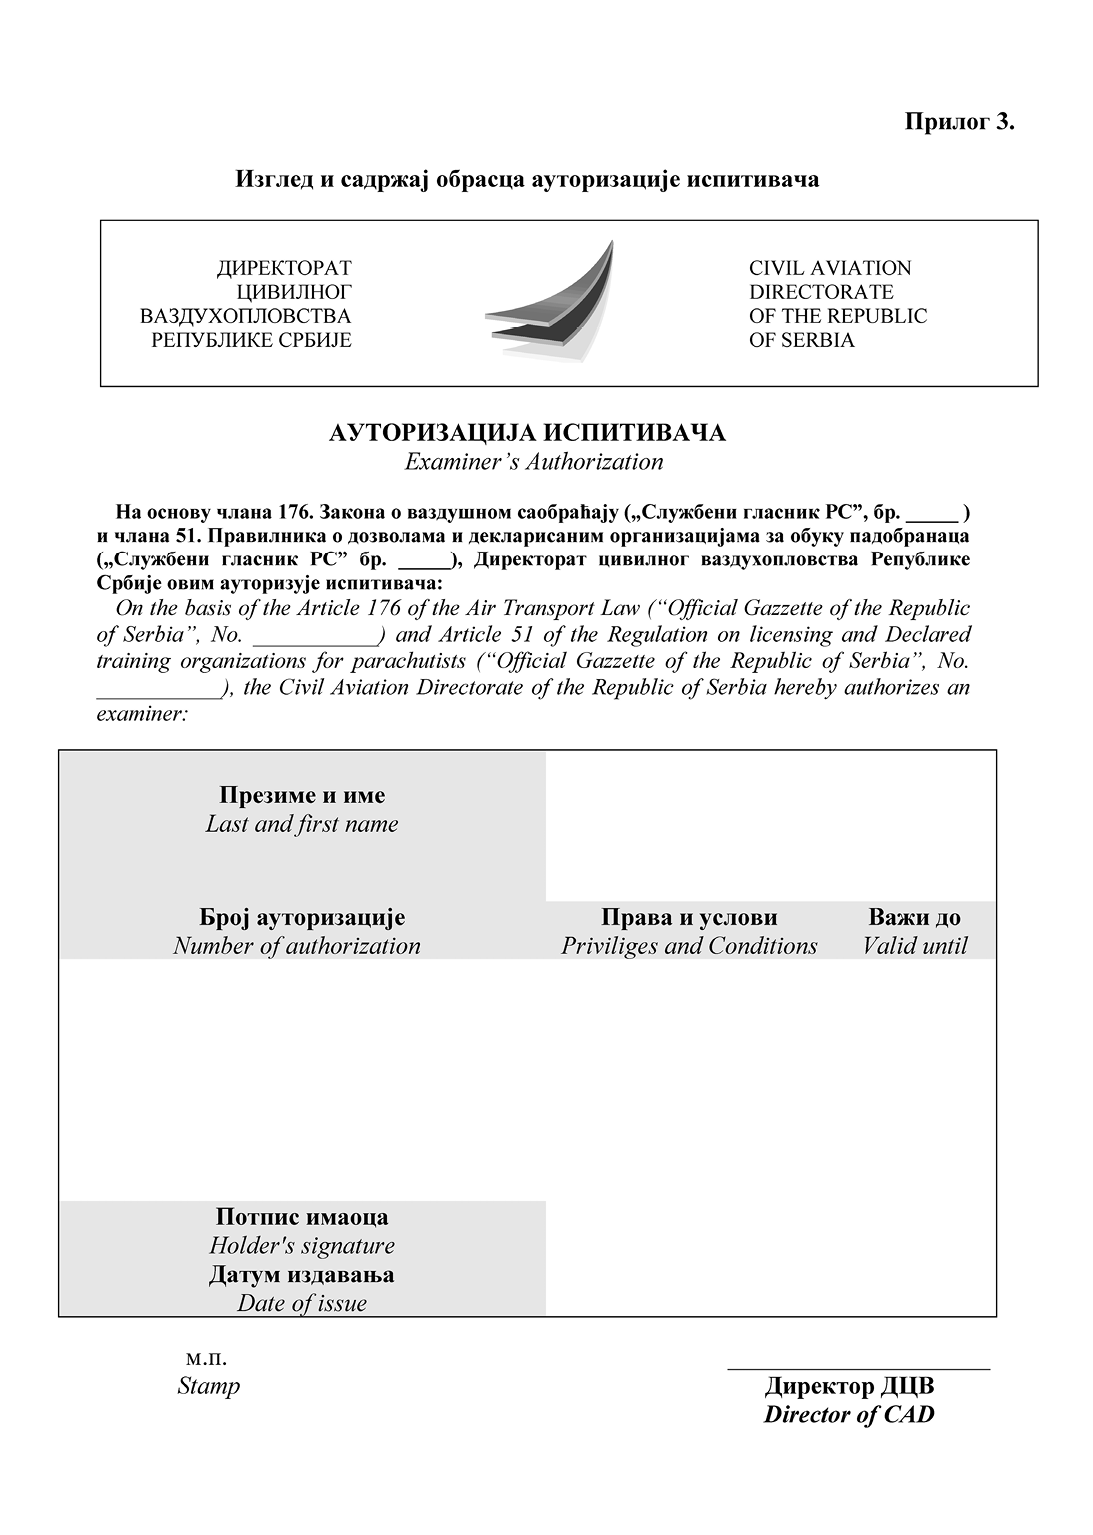 Прилог 3.
Изглед и садржај обрасца ауторизације испитивача
ДИРЕКТОРАТ
ЦИВИЛНОГ
ВАЗДУХОПЛОВСТВА
РЕПУБЛИКЕ СРБИЈЕ
CIVIL AVIATION
DIRECTORATE
OF THE REPUBLIC
OF SERBIA
АУТОРИЗАЦИЈА ИСПИТИВАЧА
Examiner’s Authorization
На основу члана 176. Закона о ваздушном саобраћају („Службени гласник РС”, бр. _____ )
и члана 51. Правилника о дозволама и декларисаним организацијама за обуку падобранаца
(„Службени гласник РС” бр. _____), Директорат цивилног ваздухопловства Републике
Србије овим ауторизује испитивача:
On the basis of the Article 176 of the Air Transport Law (“Official Gazzette of the Republic
of Serbia”, No. ____________) and Article 51 of the Regulation on licensing and Declared
training organizations for parachutists (“Official Gazzette of the Republic of Serbia”, No.
____________), the Civil Aviation Directorate of the Republic of Serbia hereby authorizes an
examiner:
Презиме и име
Last and first name
Број ауторизације
Number of authorization
Права и услови
Priviliges and Conditions
Важи до
Valid until
Потпис имаоца
Holder's signature
Датум издавања
Date of issue
м.п.
Stamp
Директор ДЦВ
Director of CAD